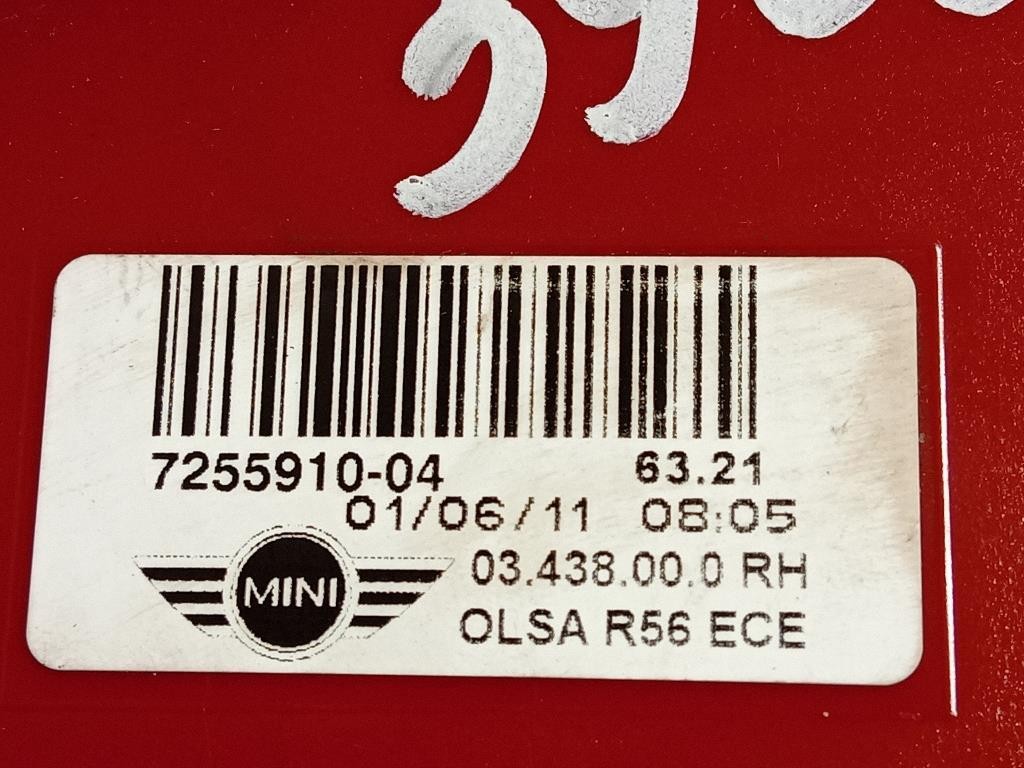 7255910-04 63.21
01/06/11 08:05
03.438.00.0 RH
MINI
OLSA R56 ECE